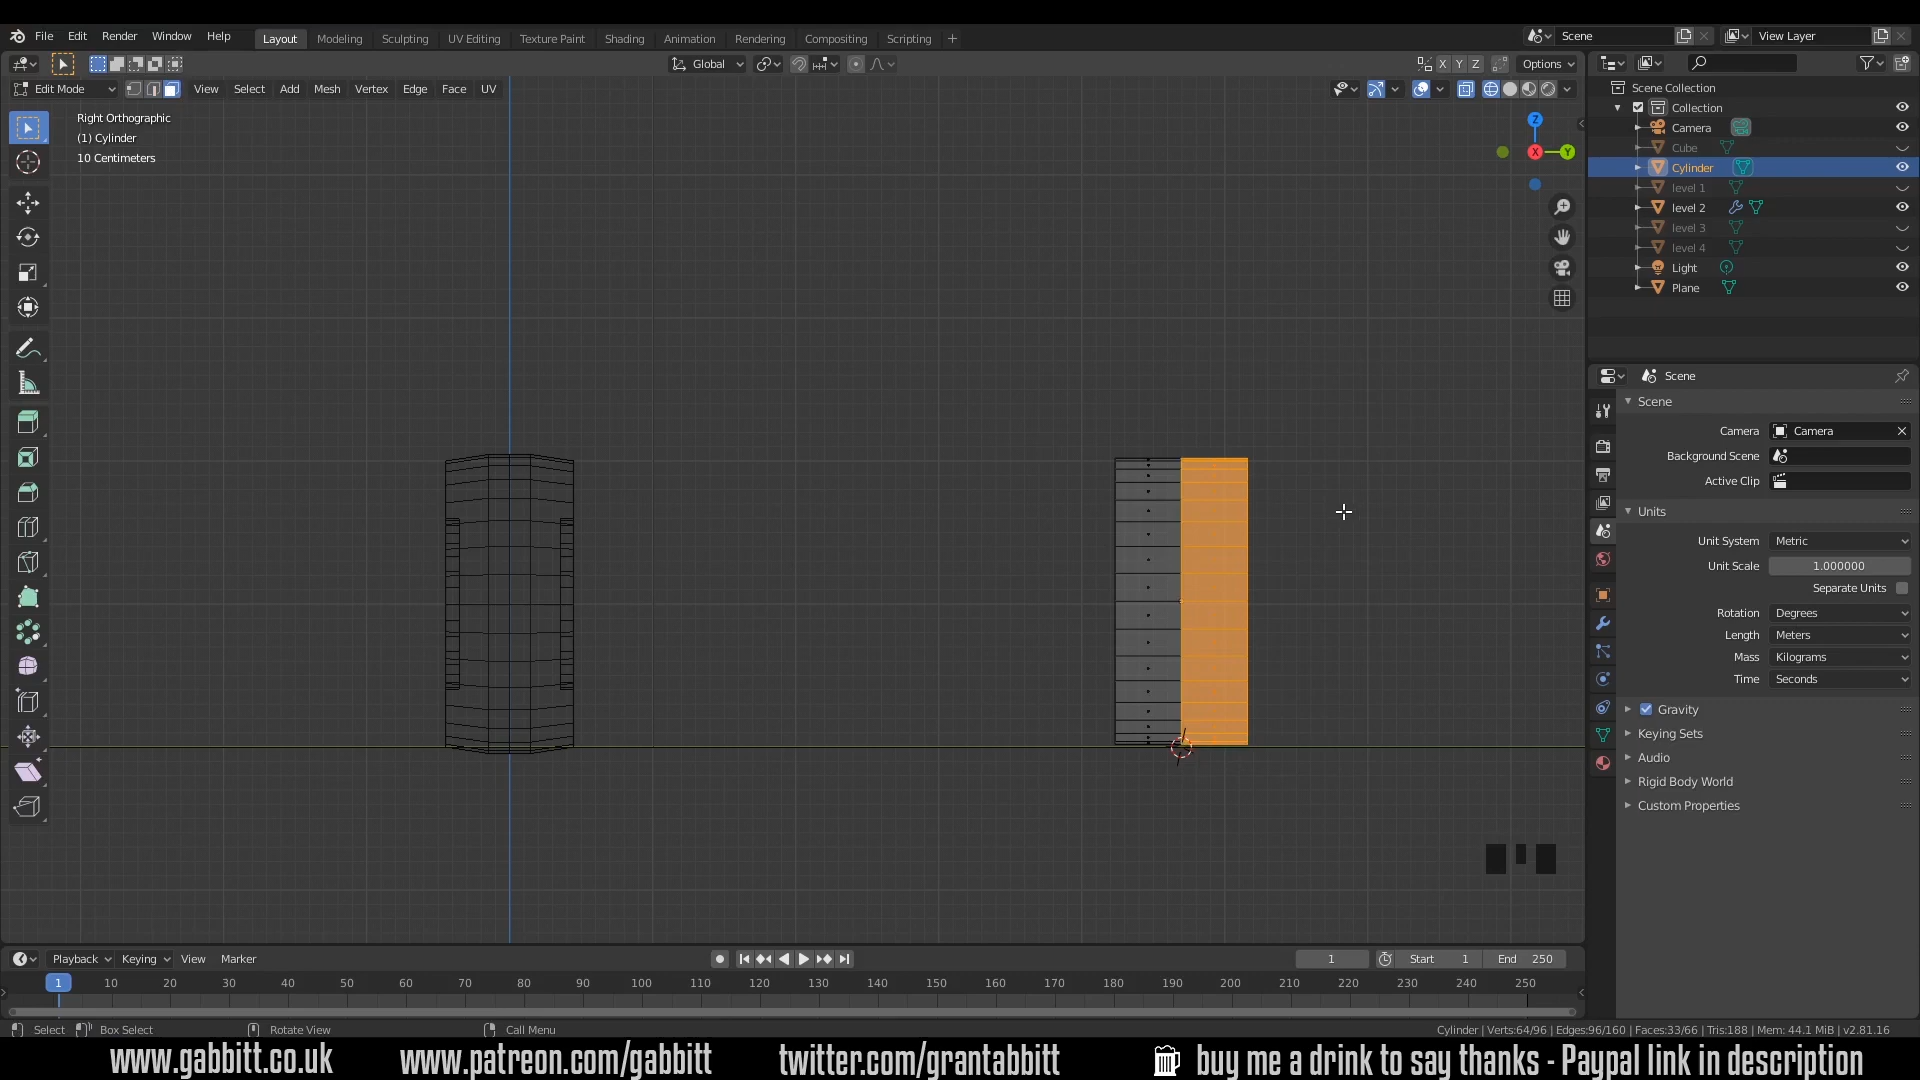 File Edit Render Window Help Layout Modeling Sculpting UV Editing Texture Paint Shading Animation Rendering Compositing Scripting + Scene View Layer
Global X Y Z Options
Edit Mode View Select Add Mesh Vertex Edge Face UV
Right Orthographic
(1) Cylinder
10 Centimeters
Z
X
Y
Scene Collection
Collection
Camera
Cube
Cylinder
level 1
level 2
level 3
level 4
Light
Plane
Scene
Scene
Camera Camera
Background Scene
Active Clip
Units
Unit System Metric
Unit Scale 1.000000
Separate Units
Rotation Degrees
Length Meters
Mass Kilograms
Time Seconds
Gravity
Keying Sets
Audio
Rigid Body World
Custom Properties
Playback Keying View Marker 1 Start 1 End 250
1 10 20 30 40 50 60 70 80 90 100 110 120 130 140 150 160 170 180 190 200 210 220 230 240 250
Select Box Select Rotate View Call Menu Cylinder | Verts:64/96 | Edges:96/160 | Faces:33/66 | Tris:188 | Mem: 44.1 MiB | v2.81.16
www.gabbitt.co.uk www.patreon.com/gabbitt twitter.com/grantabbitt buy me a drink to say thanks - Paypal link in description